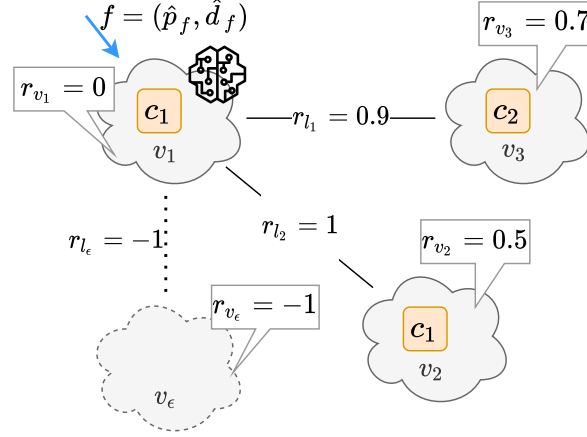 f = (p̂_f, d̂_f)
r_{v_3} = 0.7
r_{v_1} = 0
c_1
v_1
r_{l_1} = 0.9
c_2
v_3
r_{l_2} = 1
r_{l_ϵ} = −1
r_{v_2} = 0.5
r_{v_ϵ} = −1
c_1
v_2
v_ϵ